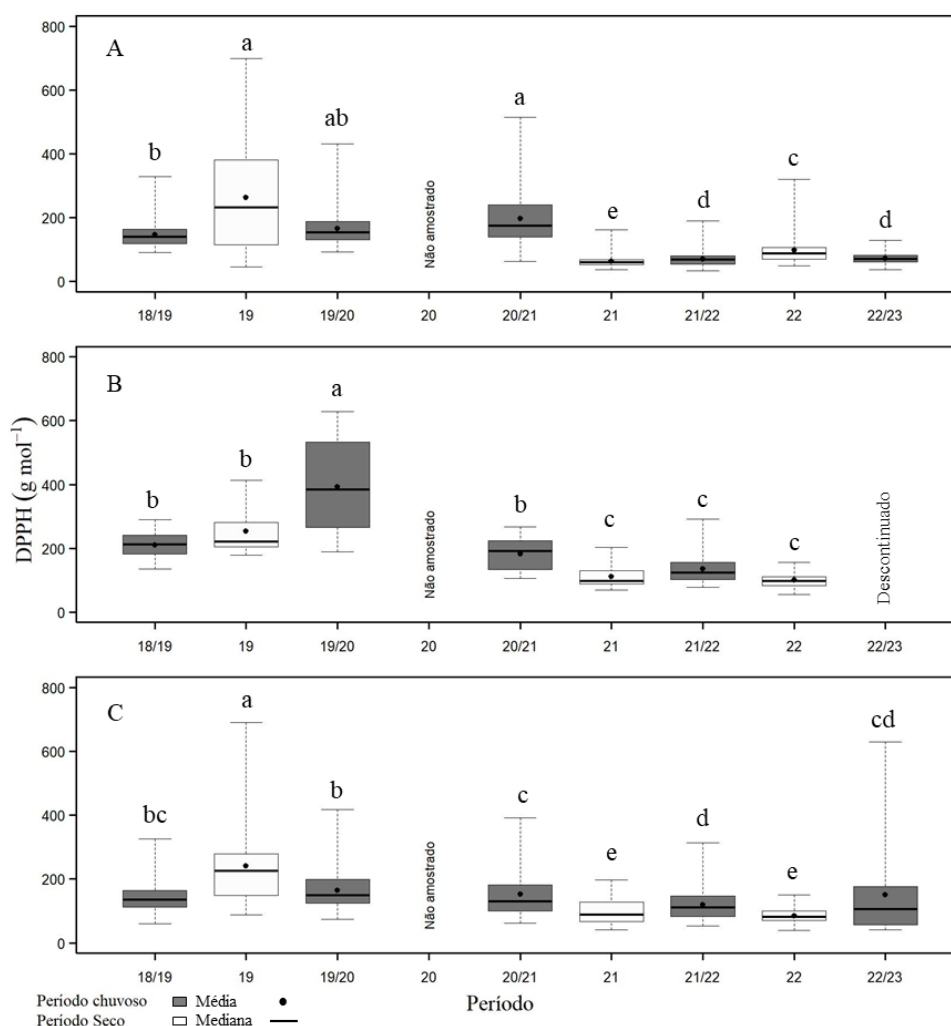 DPPH (g mol⁻¹)
A
800
600
400
200
0
b
a
ab
a
e
d
c
d
Não amostrado
18/19 19 19/20 20 20/21 21 21/22 22 22/23
B
800
600
400
200
0
b
b
a
b
c
c
c
Não amostrado
Descontinuado
18/19 19 19/20 20 20/21 21 21/22 22 22/23
C
800
600
400
200
0
bc
a
b
c
e
d
e
cd
Não amostrado
18/19 19 19/20 20 20/21 21 21/22 22 22/23
Período
Período chuvoso Média
Período Seco Mediana